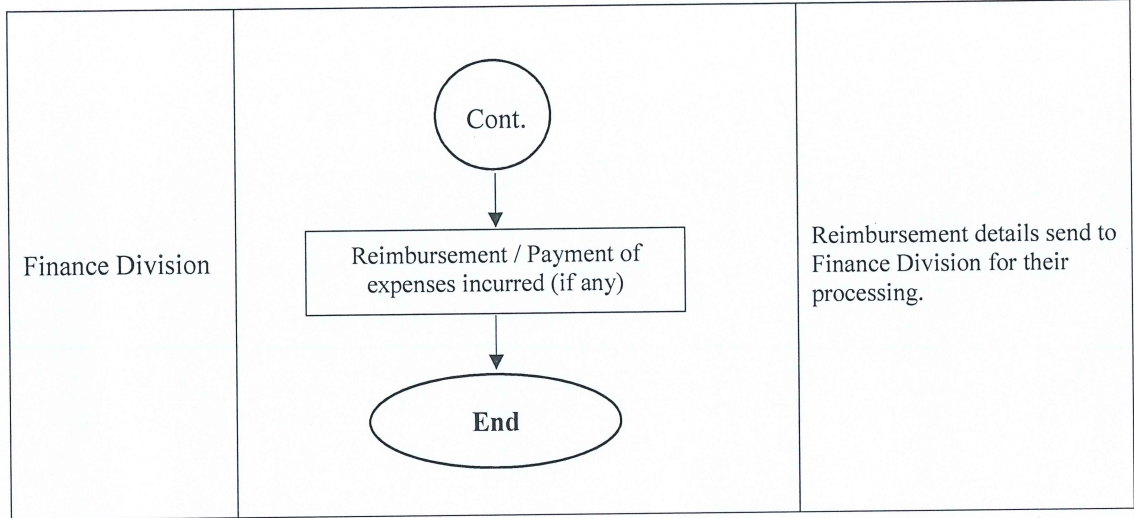 Finance Division
Cont.
Reimbursement / Payment of
expenses incurred (if any)
End
Reimbursement details send to
Finance Division for their
processing.